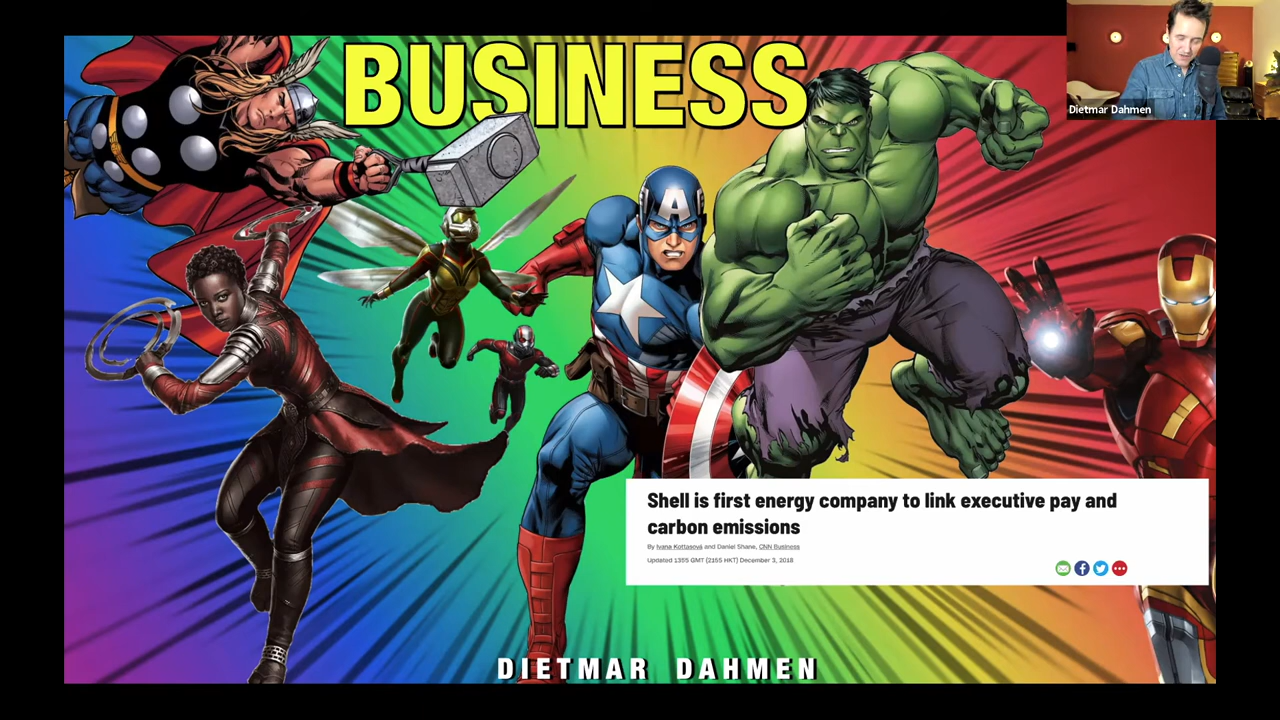 BUSINESS
Dietmar Dahmen
A
Shell is first energy company to link executive pay and
carbon emissions
By Ivana Kottasová and Daniel Shane, CNN Business
Updated 1355 GMT (2155 HKT) December 3, 2018
DIETMAR DAHMEN